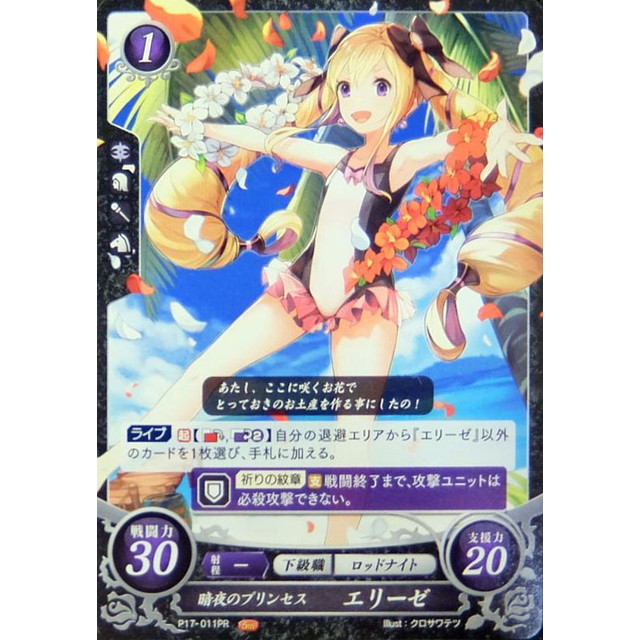 1
あたし、ここに咲くお花で
とっておきのお土産を作る事にしたの！
ライブ 起【 , ❷】自分の退避エリアから『エリーゼ』以外
のカードを1枚選び、手札に加える。
祈りの紋章 支 戦闘終了まで、攻撃ユニットは
必殺攻撃できない。
戦闘力
30
射程 ー
下級職
ロッドナイト
支援力
20
暗夜のプリンセス エリーゼ
P17-011PR
Illust：クロサワテツ